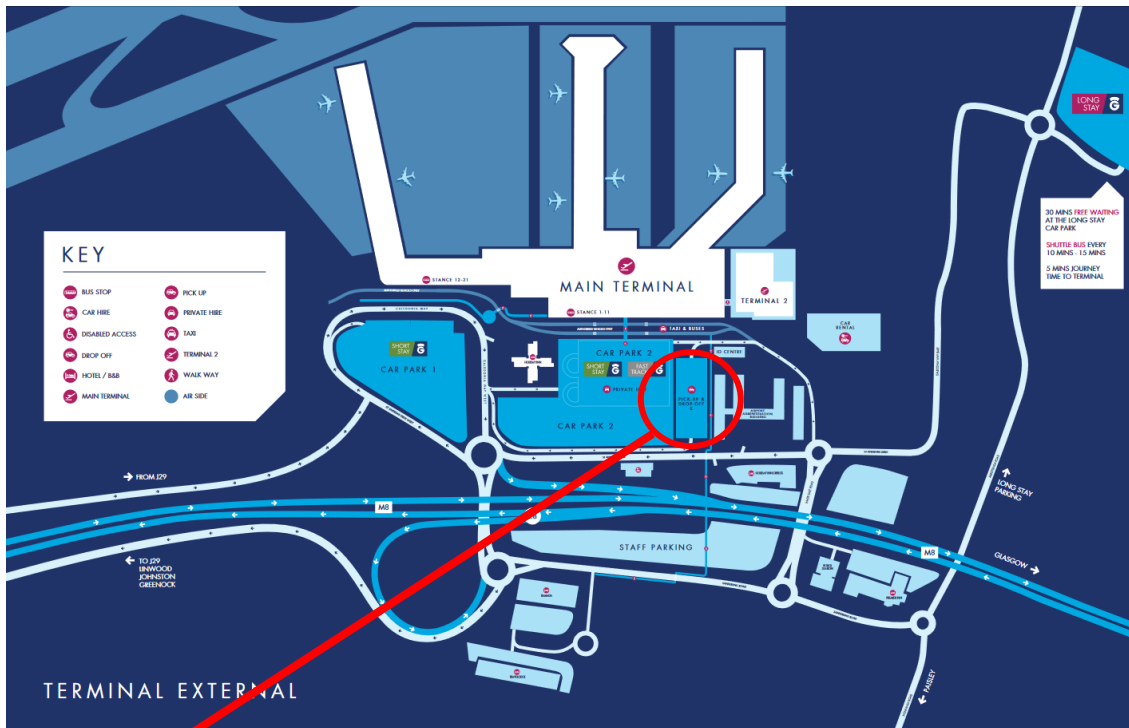 LONG
STAY
30 MINS FREE WAITING
AT THE LONG STAY
CAR PARK
SHUTTLE BUS EVERY
10 MINS - 15 MINS
5 MINS JOURNEY
TIME TO TERMINAL
KEY
BUS STOP
CAR HIRE
DISABLED ACCESS
DROP OFF
HOTEL / B&B
MAIN TERMINAL
PICK UP
PRIVATE HIRE
TAXI
TERMINAL 2
WALK WAY
AIR SIDE
STANCE 12-21
MAIN TERMINAL
STANCE 1-11
TERMINAL 2
TAXI & BUSES
CAR
RENTAL
SHORT
STAY
CAR PARK 1
CAR PARK 2
SHORT
STAY
FAST
TRACK
PRIVATE
ID CENTRE
PICK UP &
DROP OFF
CAR PARK 2
FROM J29
M8
TO J29
LINWOOD
JOHNSTON
GREENOCK
STAFF PARKING
M8
GLASGOW
LONG STAY
PARKING
PAISLEY
TERMINAL EXTERNAL